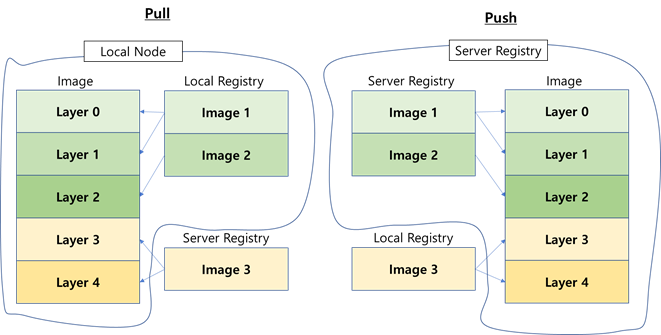 Pull
Local Node
Image
Local Registry
Layer 0
Layer 1
Layer 2
Layer 3
Layer 4
Image 1
Image 2
Server Registry
Image 3
Push
Server Registry
Server Registry
Image
Image 1
Image 2
Local Registry
Image 3
Layer 0
Layer 1
Layer 2
Layer 3
Layer 4